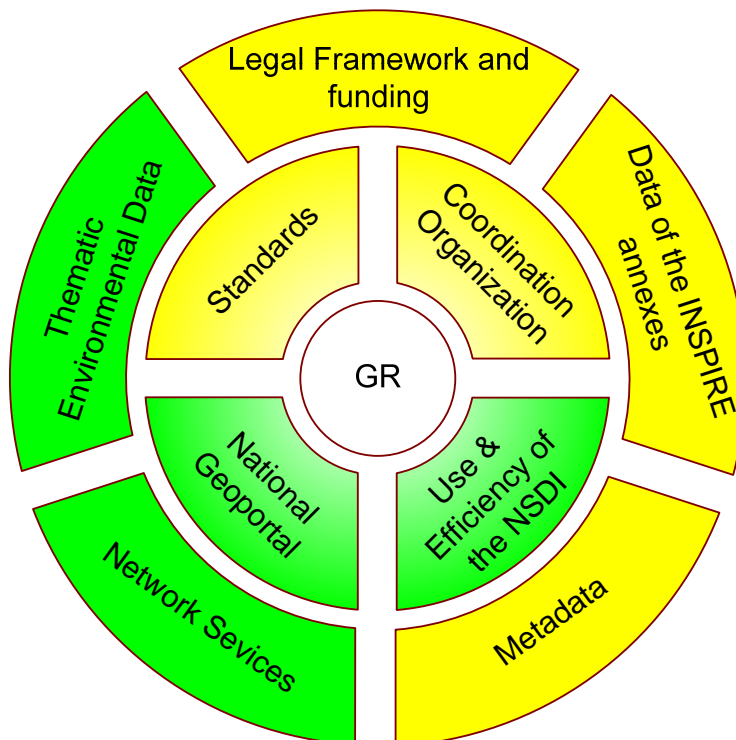 Legal Framework and
funding
Data of the INSPIRE
annexes
Metadata
Network Sevices
Thematic
Environmental Data
Standards
Coordination
Organization
Use &
Efficiency of
the NSDI
National
Geoportal
GR